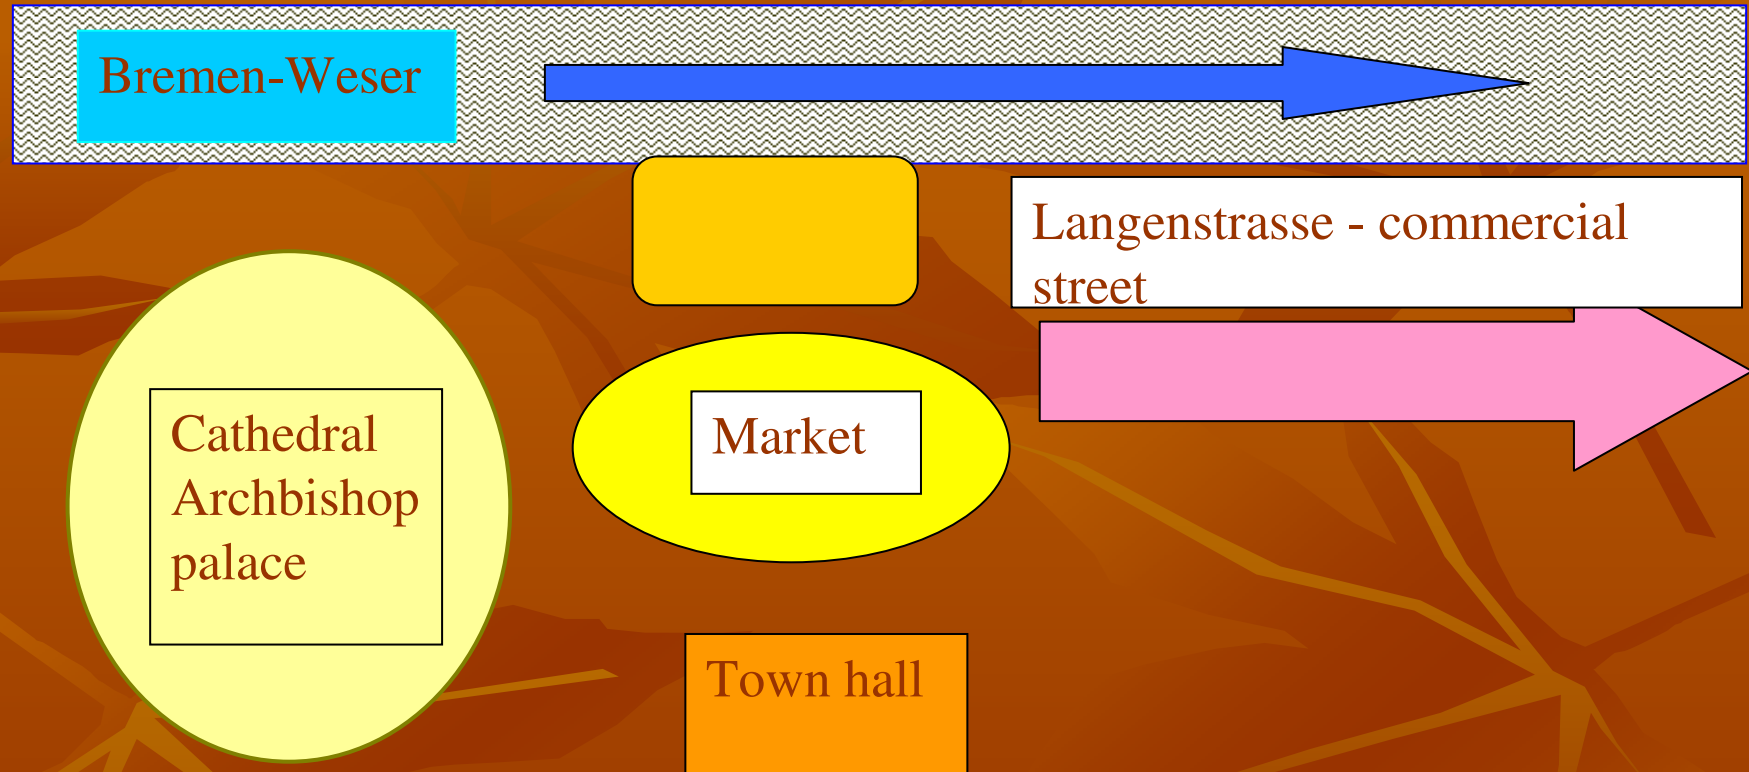 Bremen-Weser
Langenstrasse - commercial
street
Cathedral
Archbishop
palace
Market
Town hall